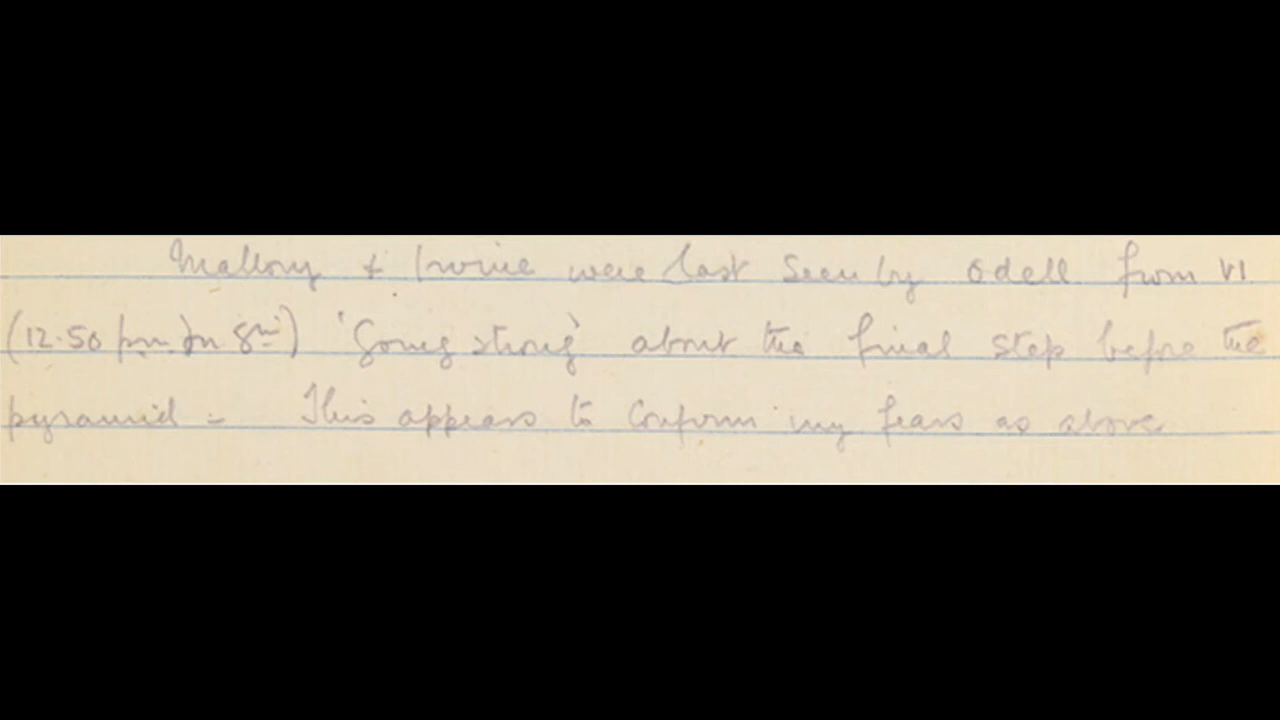 Mallory & Irvine were last seen by Odell from VI
(12.50 pm on 8th) 'Going strong' about the final step before the
pyramid - This appears to confirm my fears as above